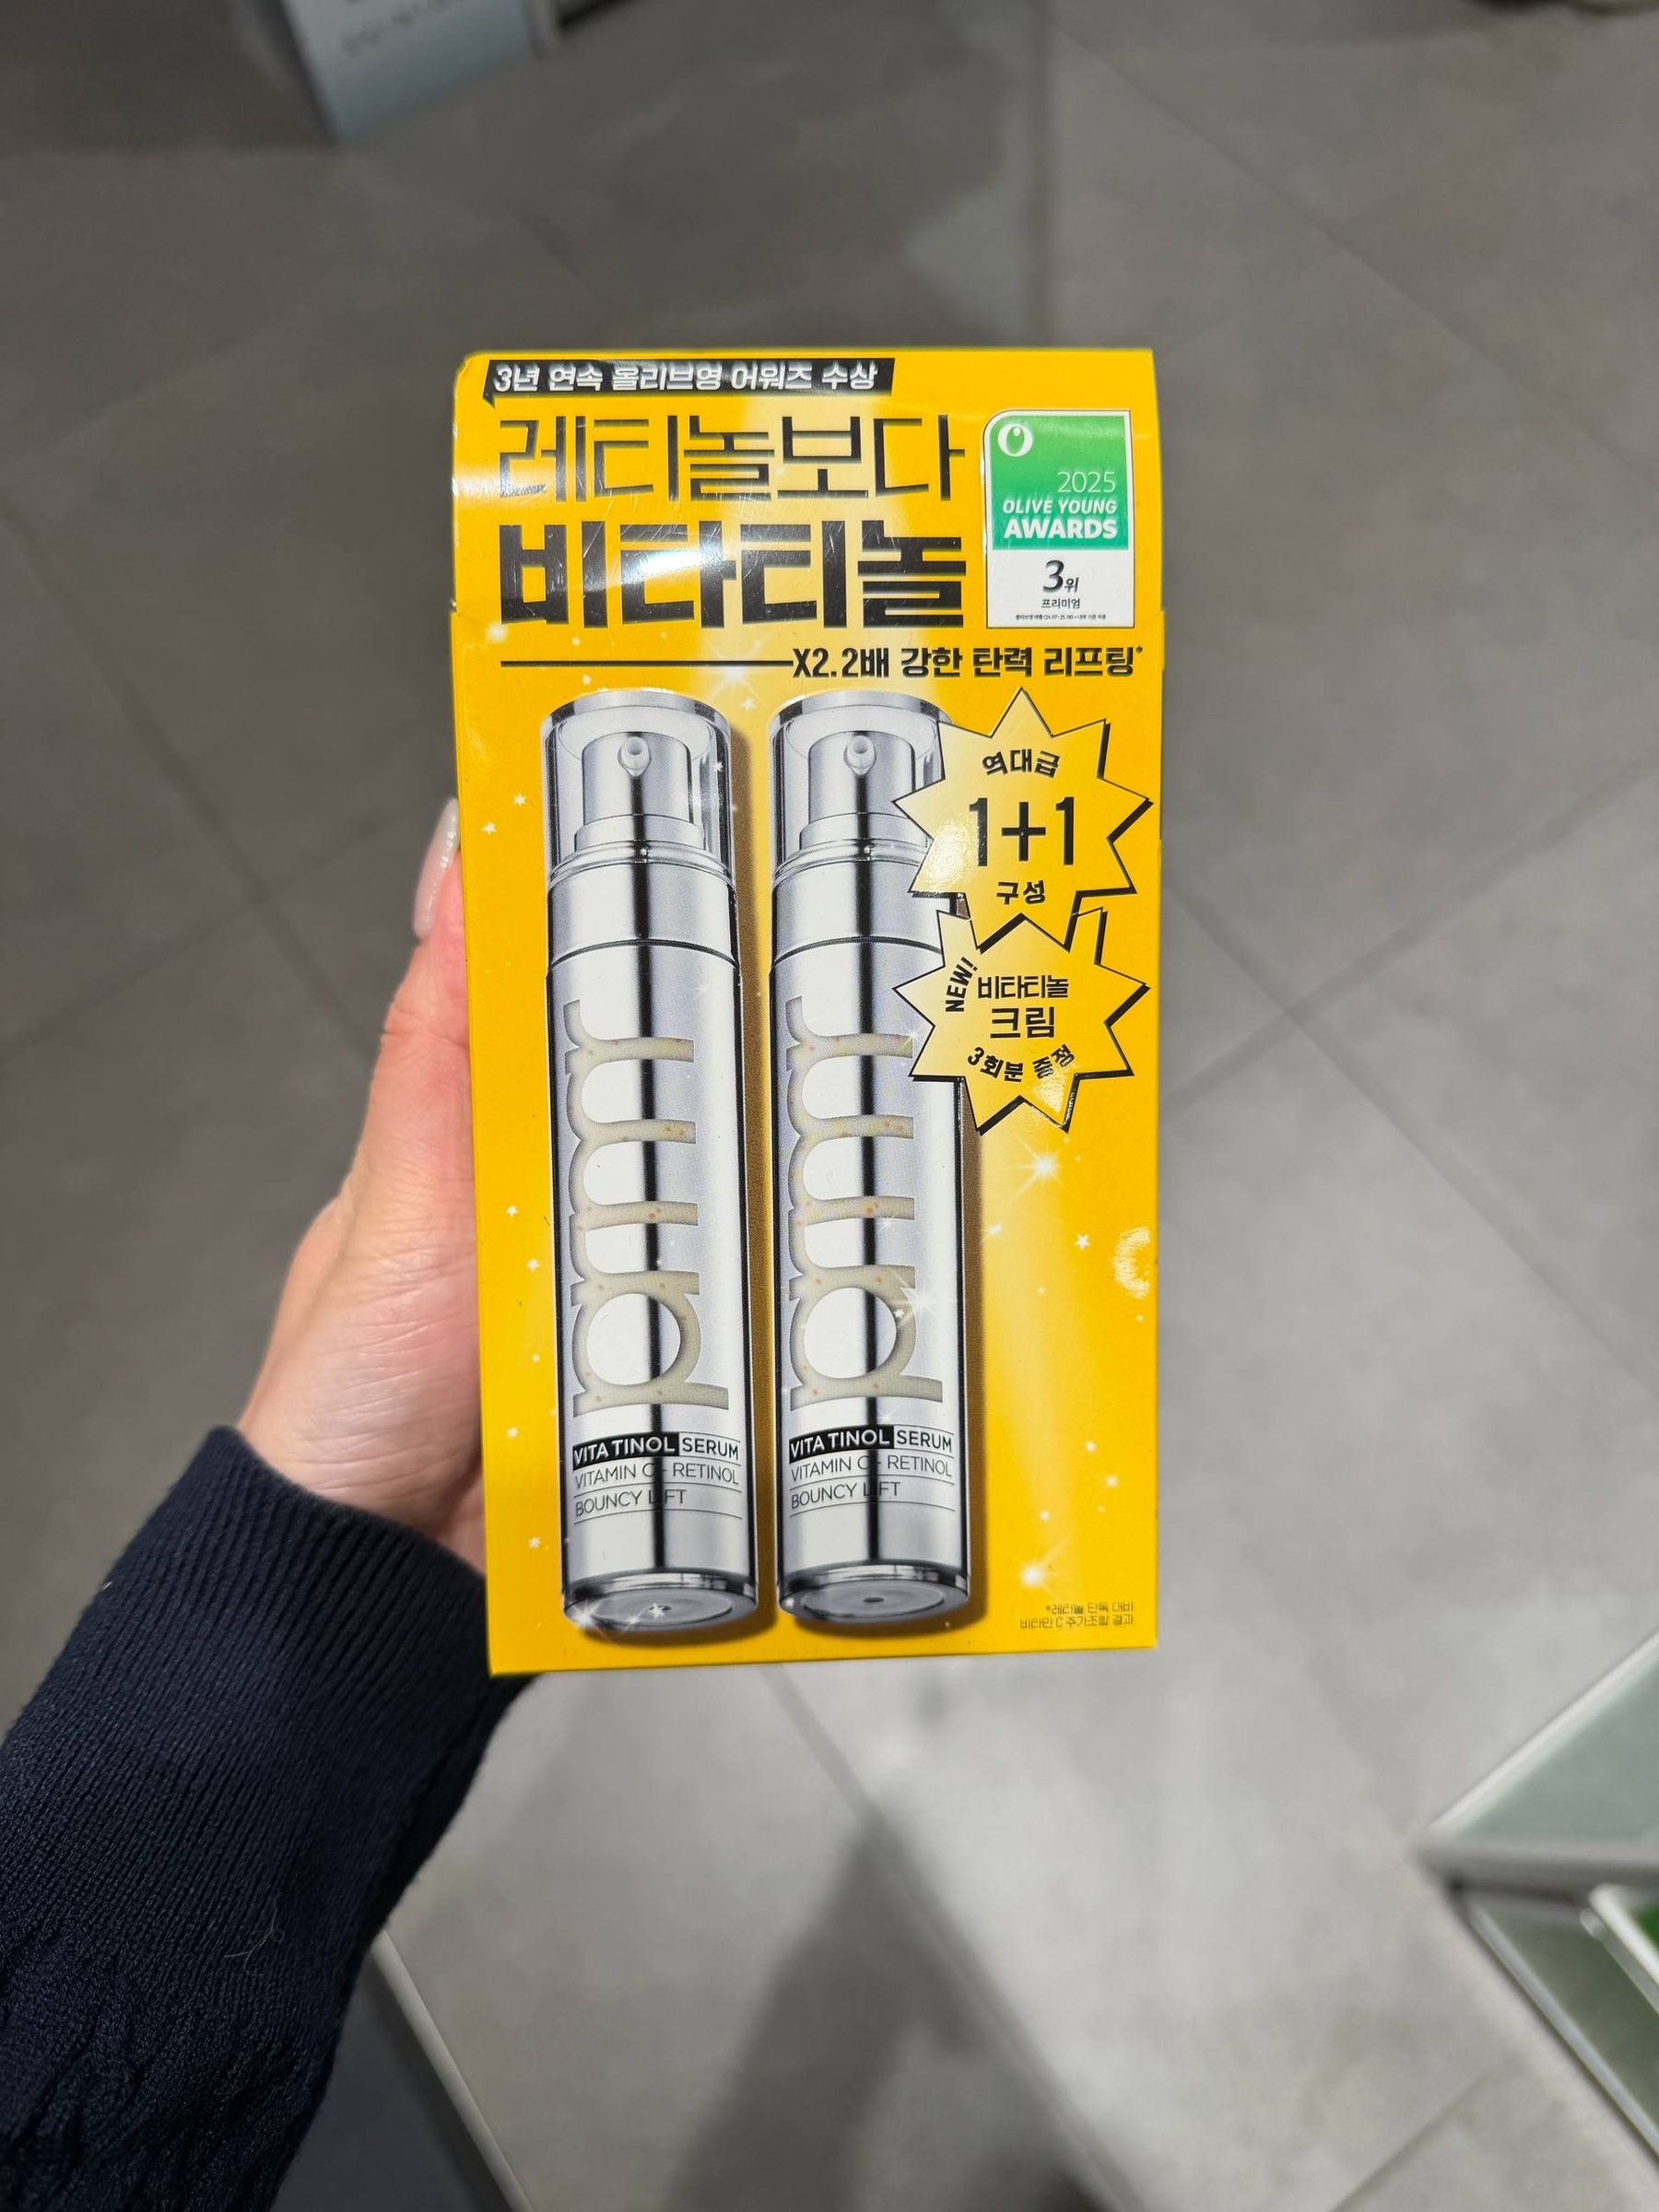 3년 연속 올리브영 어워즈 수상
레티놀보다
비타티놀
2025
OLIVE YOUNG
AWARDS
3위
프리미엄
X2.2배 강한 탄력 리프팅*
역대급
1+1
구성
NEW!
비타티놀
크림
3회분 증정
numr
VITA TINOL SERUM
VITAMIN C- RETINOL
BOUNCY LIFT
numr
VITA TINOL SERUM
VITAMIN C- RETINOL
BOUNCY LIFT
*레티놀 단독 대비
비타민 C 추가조합 결과